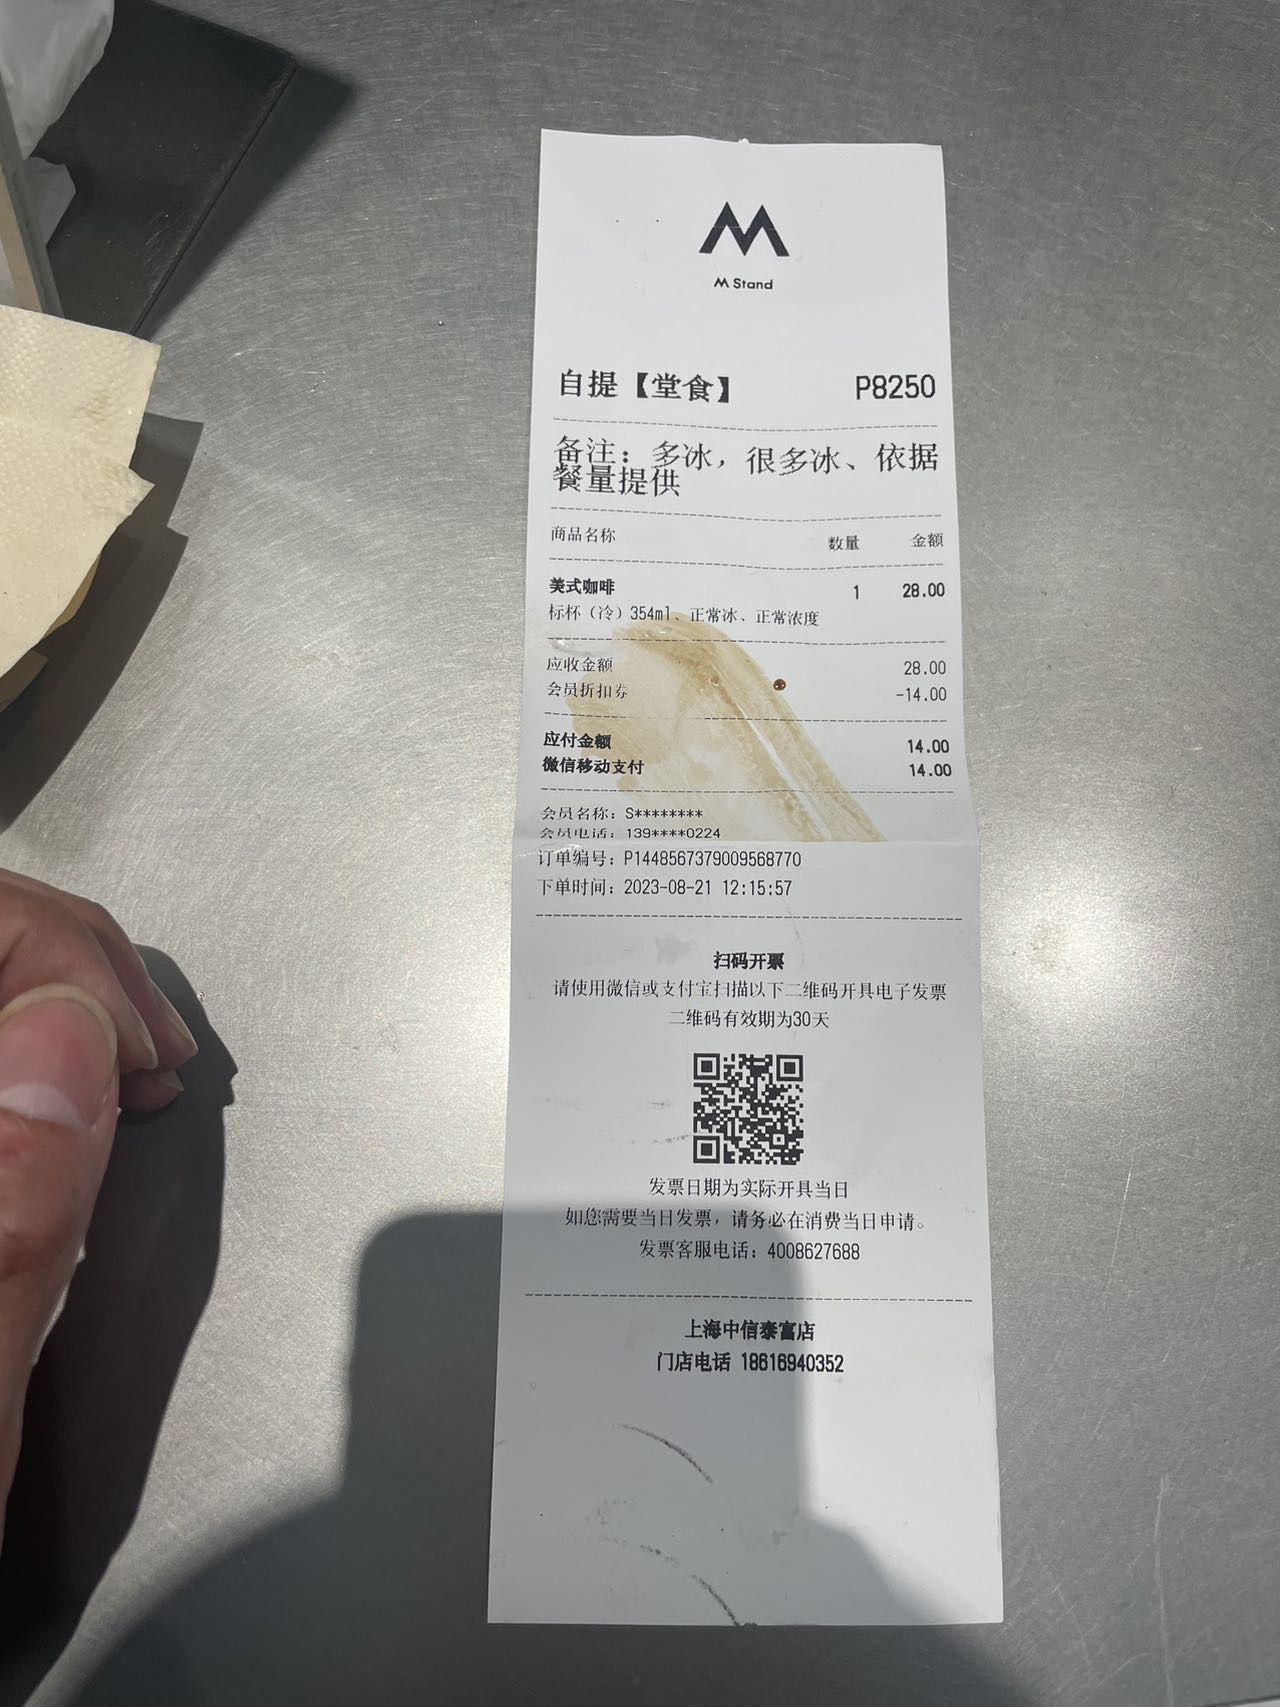 M Stand
自提【堂食】 P8250
备注：多冰，很多冰、依据
餐量提供
商品名称 数量 金额
美式咖啡 1 28.00
标杯（冷）354ml、正常冰、正常浓度
应收金额 28.00
会员折扣券 -14.00
应付金额 14.00
微信移动支付 14.00
会员名称：S********
会员电话：139****0224
订单编号：P1448567379009568770
下单时间：2023-08-21 12:15:57
扫码开票
请使用微信或支付宝扫描以下二维码开具电子发票
二维码有效期为30天
发票日期为实际开具当日
如您需要当日发票，请务必在消费当日申请。
发票客服电话：4008627688
上海中信泰富店
门店电话 18616940352